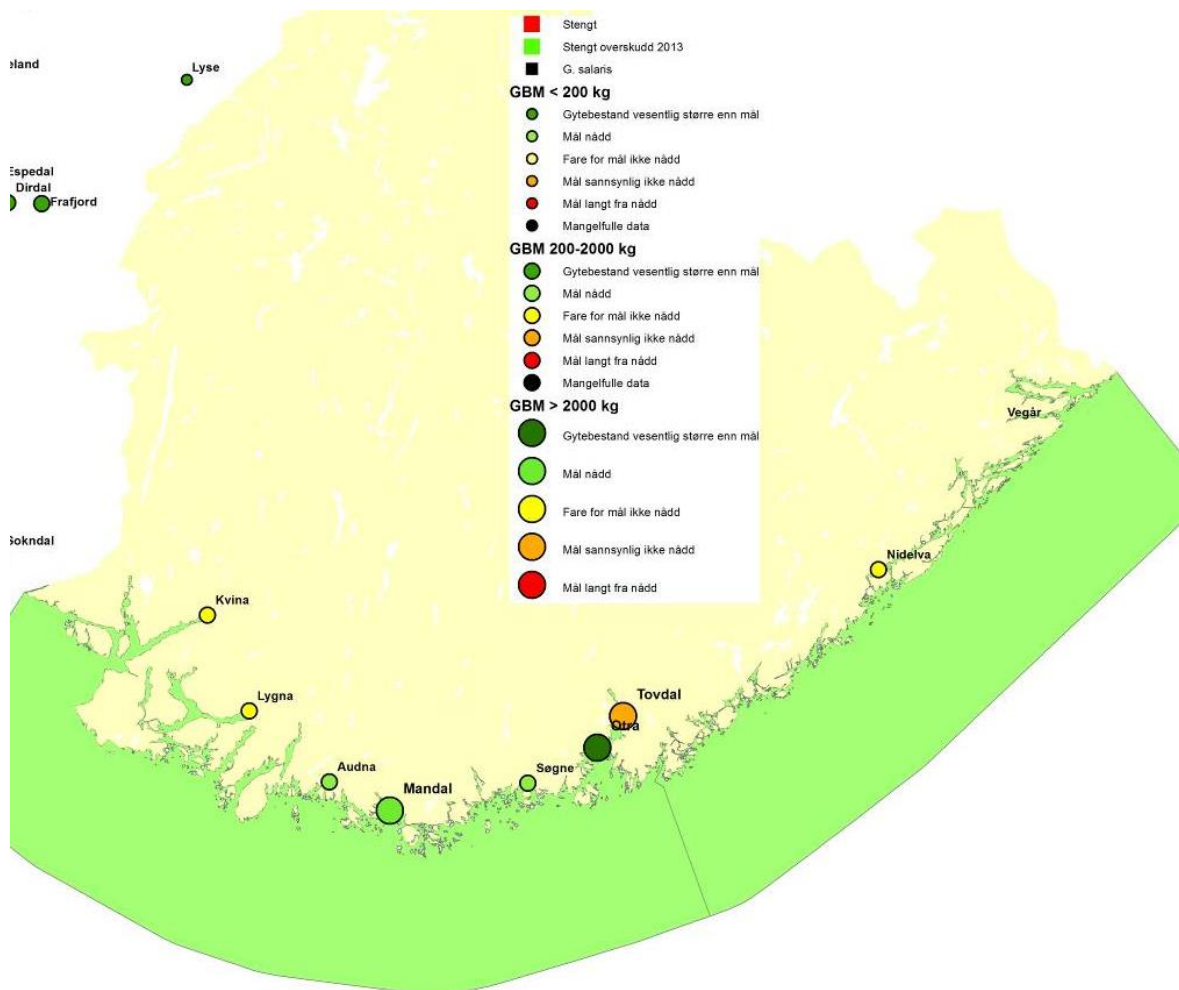 eland
Lyse
Espedal
Dirdal
Frafjord
Sokndal
Stengt
Stengt overskudd 2013
G. salaris
GBM < 200 kg
Gytebestand vesentlig større enn mål
Mål nådd
Fare for mål ikke nådd
Mål sannsynlig ikke nådd
Mål langt fra nådd
Mangelfulle data
GBM 200-2000 kg
Gytebestand vesentlig større enn mål
Mål nådd
Fare for mål ikke nådd
Mål sannsynlig ikke nådd
Mål langt fra nådd
Mangelfulle data
GBM > 2000 kg
Gytebestand vesentlig større enn mål
Mål nådd
Fare for mål ikke nådd
Mål sannsynlig ikke nådd
Mål langt fra nådd
Vegår
Nidelva
Kvina
Lygna
Tovdal
Otra
Audna
Søgne
Mandal